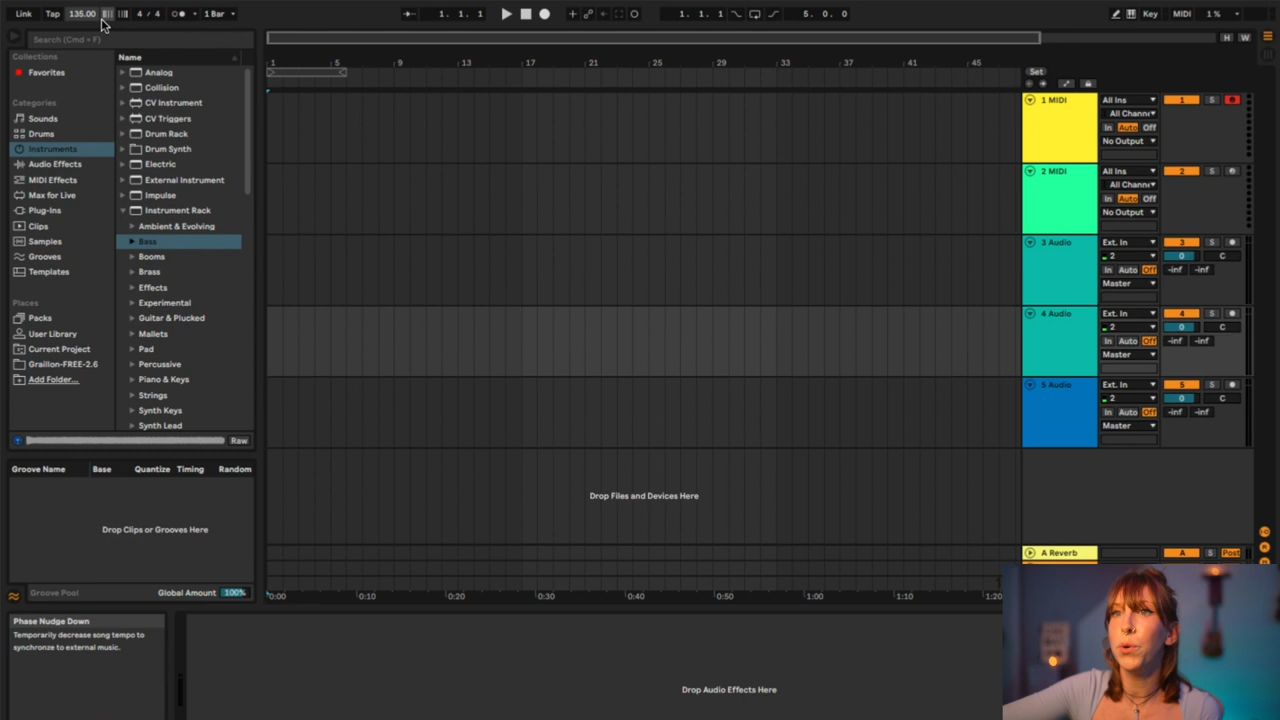 Link Tap 135.00 4 / 4 1 Bar 1. 1. 1 1. 1. 1 5. 0. 0 Key MIDI 1 %
Search (Cmd + F)
H W
Collections
Favorites
Categories
Sounds
Drums
Instruments
Audio Effects
MIDI Effects
Max for Live
Plug-Ins
Clips
Samples
Grooves
Templates
Places
Packs
User Library
Current Project
Graillon-FREE-2.6
Add Folder...
Name
Analog
Collision
CV Instrument
CV Triggers
Drum Rack
Drum Synth
Electric
External Instrument
Impulse
Instrument Rack
Ambient & Evolving
Bass
Booms
Brass
Effects
Experimental
Guitar & Plucked
Mallets
Pad
Percussive
Piano & Keys
Strings
Synth Keys
Synth Lead
Raw
Groove Name Base Quantize Timing Random
Drop Clips or Grooves Here
Groove Pool Global Amount 100%
Phase Nudge Down
Temporarily decrease song tempo to
synchronize to external music.
1 5 9 13 17 21 25 29 33 37 41 45
Set
1 MIDI All Ins 1 S
All Channe
In Auto Off
No Output
2 MIDI All Ins 2 S
All Channe
In Auto Off
No Output
3 Audio Ext. In 3 S
2 0 C
In Auto Off -inf -inf
Master
4 Audio Ext. In 4 S
2 0 C
In Auto Off -inf -inf
Master
5 Audio Ext. In 5 S
2 0 C
In Auto Off -inf -inf
Master
Drop Files and Devices Here
A Reverb A S Post
0:00 0:10 0:20 0:30 0:40 0:50 1:00 1:10 1:20
Drop Audio Effects Here